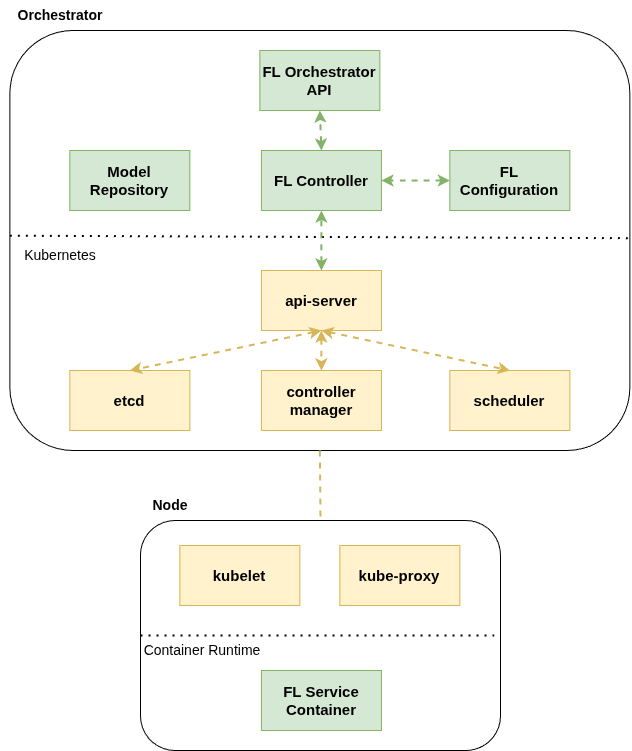 Orchestrator
FL Orchestrator
API
Model
Repository
FL Controller
FL
Configuration
Kubernetes
api-server
etcd
controller
manager
scheduler
Node
kubelet
kube-proxy
Container Runtime
FL Service
Container